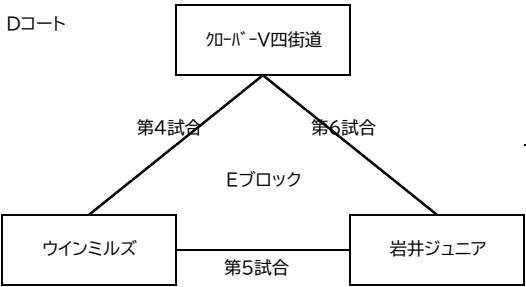 Dコート
ｸﾛｰﾊﾞｰV四街道
第4試合
第6試合
Eブロック
ウインミルズ
岩井ジュニア
第5試合